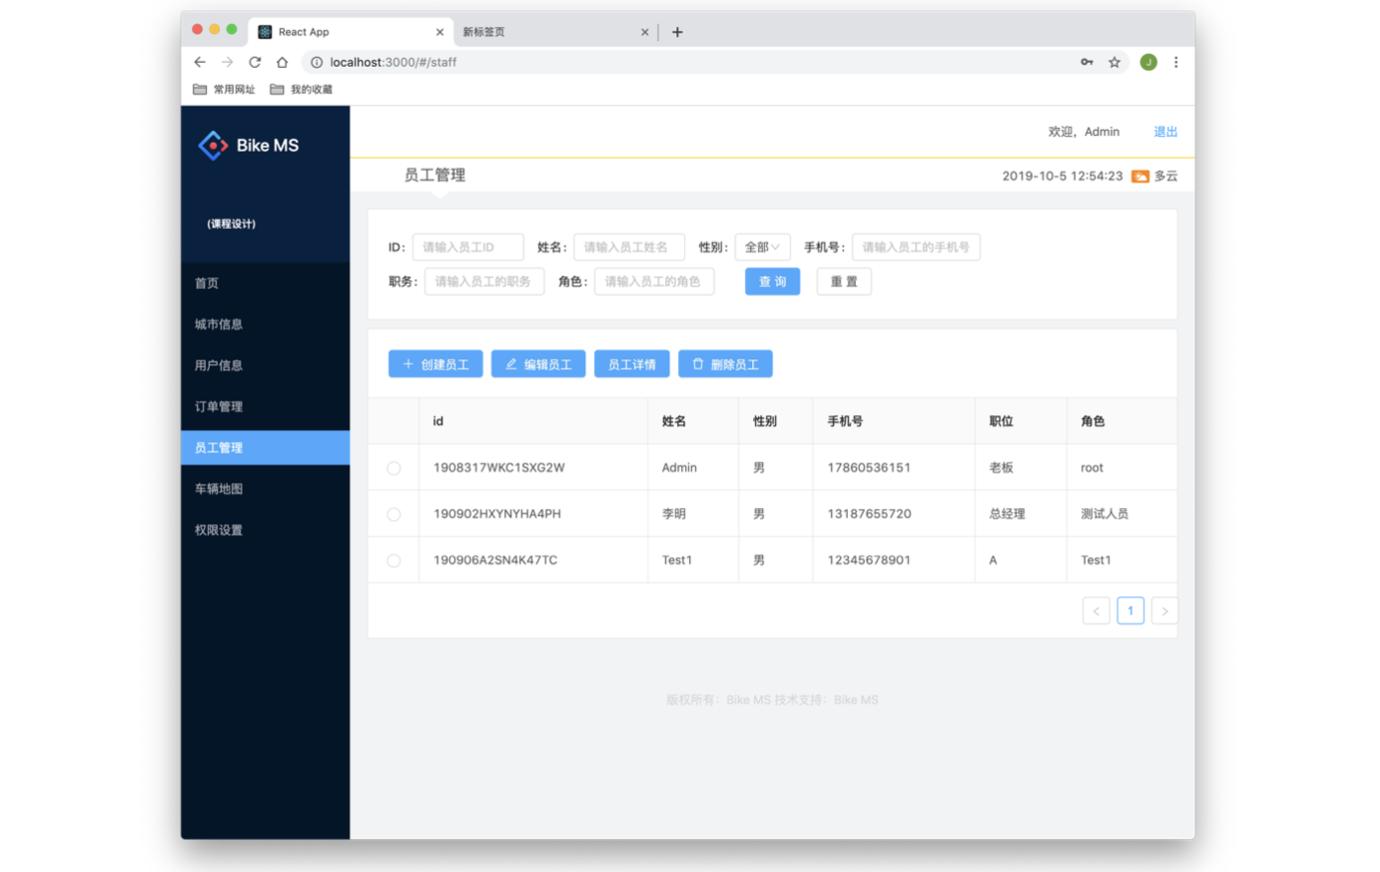 React App
新标签页
localhost:3000/#/staff
J
常用网址 我的收藏
Bike MS
(课程设计)
欢迎，Admin 退出
员工管理
2019-10-5 12:54:23 多云
首页
城市信息
用户信息
订单管理
员工管理
车辆地图
权限设置
ID: 请输入员工ID 姓名: 请输入员工姓名 性别: 全部 手机号: 请输入员工的手机号
职务: 请输入员工的职务 角色: 请输入员工的角色 查 询 重 置
创建员工 编辑员工 员工详情 删除员工
id 姓名 性别 手机号 职位 角色
1908317WKC1SXG2W Admin 男 17860536151 老板 root
190902HXYNYHA4PH 李明 男 13187655720 总经理 测试人员
190906A2SN4K47TC Test1 男 12345678901 A Test1
< 1 >
版权所有：Bike MS 技术支持：Bike MS